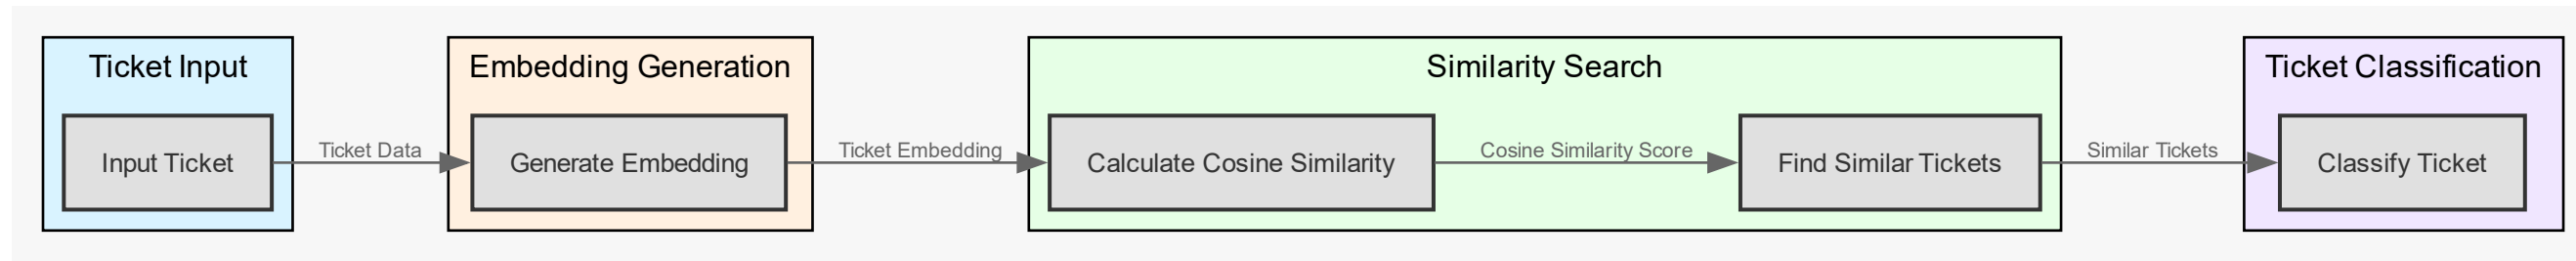 Ticket Input
Input Ticket
Ticket Data
Embedding Generation
Generate Embedding
Ticket Embedding
Similarity Search
Calculate Cosine Similarity
Cosine Similarity Score
Find Similar Tickets
Similar Tickets
Ticket Classification
Classify Ticket